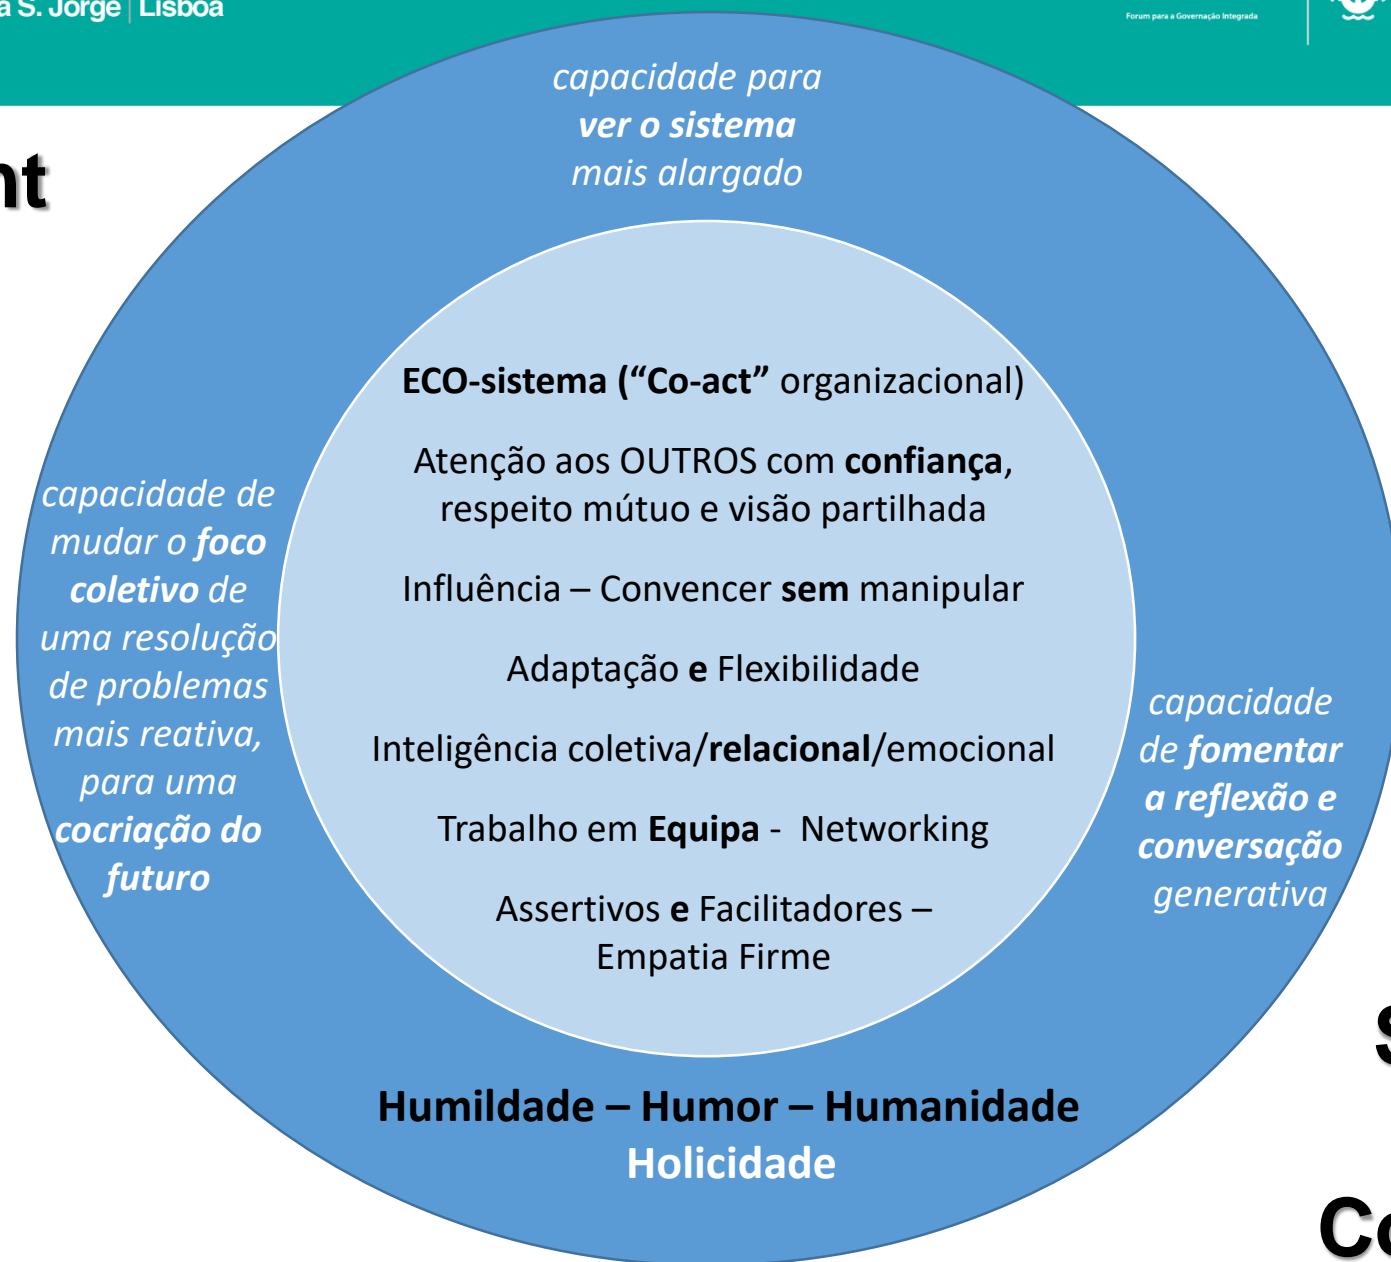 S. Jorge | Lisboa
Forum para a Governação Integrada
capacidade para
ver o sistema
mais alargado
ECO-sistema (“Co-act” organizacional)
Atenção aos OUTROS com confiança,
respeito mútuo e visão partilhada
Influência – Convencer sem manipular
Adaptação e Flexibilidade
Inteligência coletiva/relacional/emocional
Trabalho em Equipa - Networking
Assertivos e Facilitadores –
Empatia Firme
capacidade de
mudar o foco
coletivo de
uma resolução
de problemas
mais reativa,
para uma
cocriação do
futuro
capacidade
de fomentar
a reflexão e
conversação
generativa
Humildade – Humor – Humanidade
Holicidade